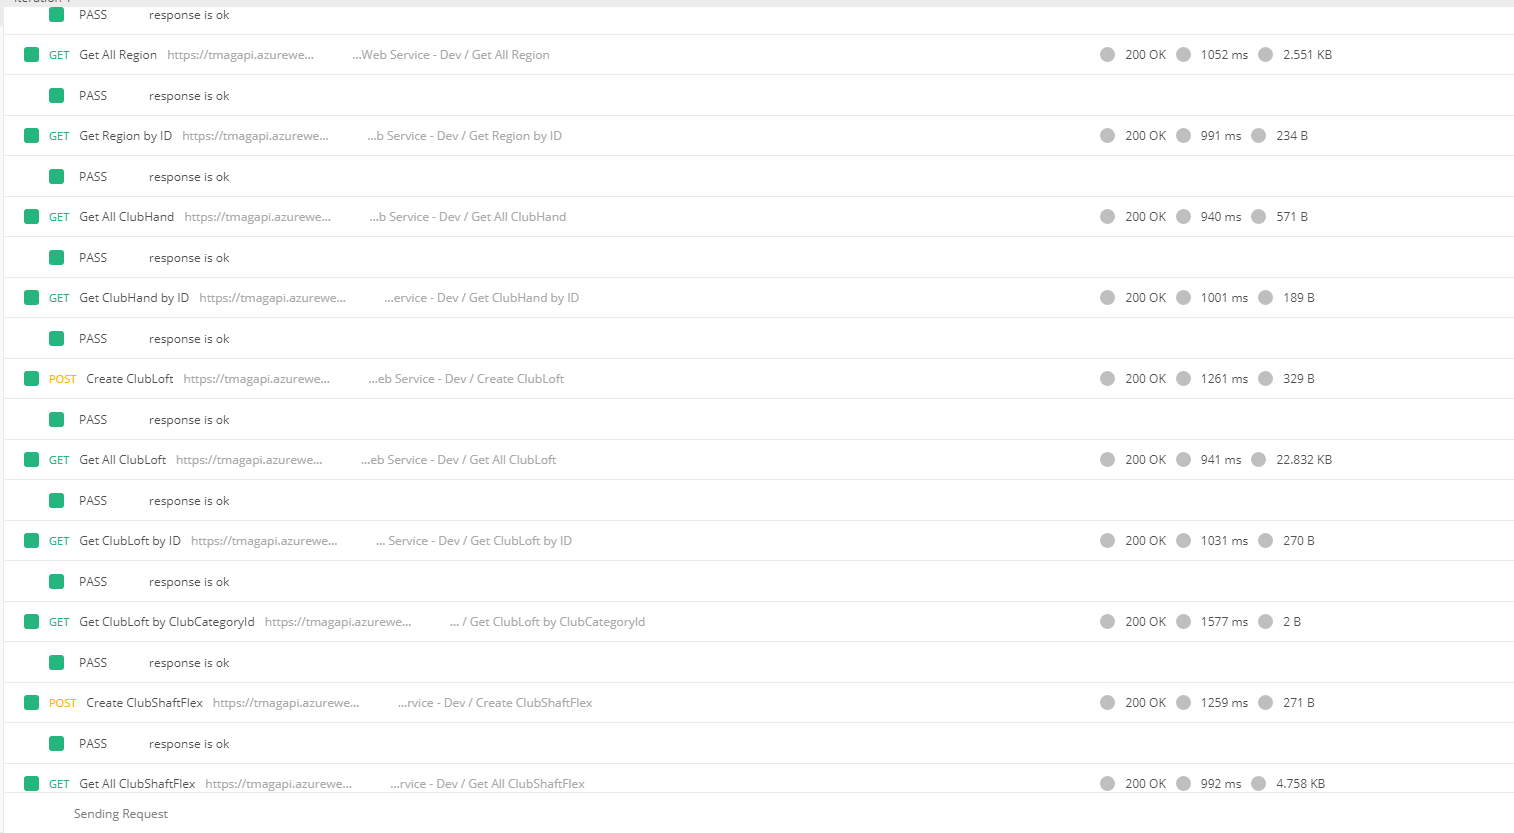 PASS response is ok
GET Get All Region https://tmagapi.azurewe... ...Web Service - Dev / Get All Region 200 OK 1052 ms 2.551 KB
PASS response is ok
GET Get Region by ID https://tmagapi.azurewe... ...b Service - Dev / Get Region by ID 200 OK 991 ms 234 B
PASS response is ok
GET Get All ClubHand https://tmagapi.azurewe... ...b Service - Dev / Get All ClubHand 200 OK 940 ms 571 B
PASS response is ok
GET Get ClubHand by ID https://tmagapi.azurewe... ...ervice - Dev / Get ClubHand by ID 200 OK 1001 ms 189 B
PASS response is ok
POST Create ClubLoft https://tmagapi.azurewe... ...eb Service - Dev / Create ClubLoft 200 OK 1261 ms 329 B
PASS response is ok
GET Get All ClubLoft https://tmagapi.azurewe... ...eb Service - Dev / Get All ClubLoft 200 OK 941 ms 22.832 KB
PASS response is ok
GET Get ClubLoft by ID https://tmagapi.azurewe... ... Service - Dev / Get ClubLoft by ID 200 OK 1031 ms 270 B
PASS response is ok
GET Get ClubLoft by ClubCategoryId https://tmagapi.azurewe... ... / Get ClubLoft by ClubCategoryId 200 OK 1577 ms 2 B
PASS response is ok
POST Create ClubShaftFlex https://tmagapi.azurewe... ...rvice - Dev / Create ClubShaftFlex 200 OK 1259 ms 271 B
PASS response is ok
GET Get All ClubShaftFlex https://tmagapi.azurewe... ...rvice - Dev / Get All ClubShaftFlex 200 OK 992 ms 4.758 KB
Sending Request